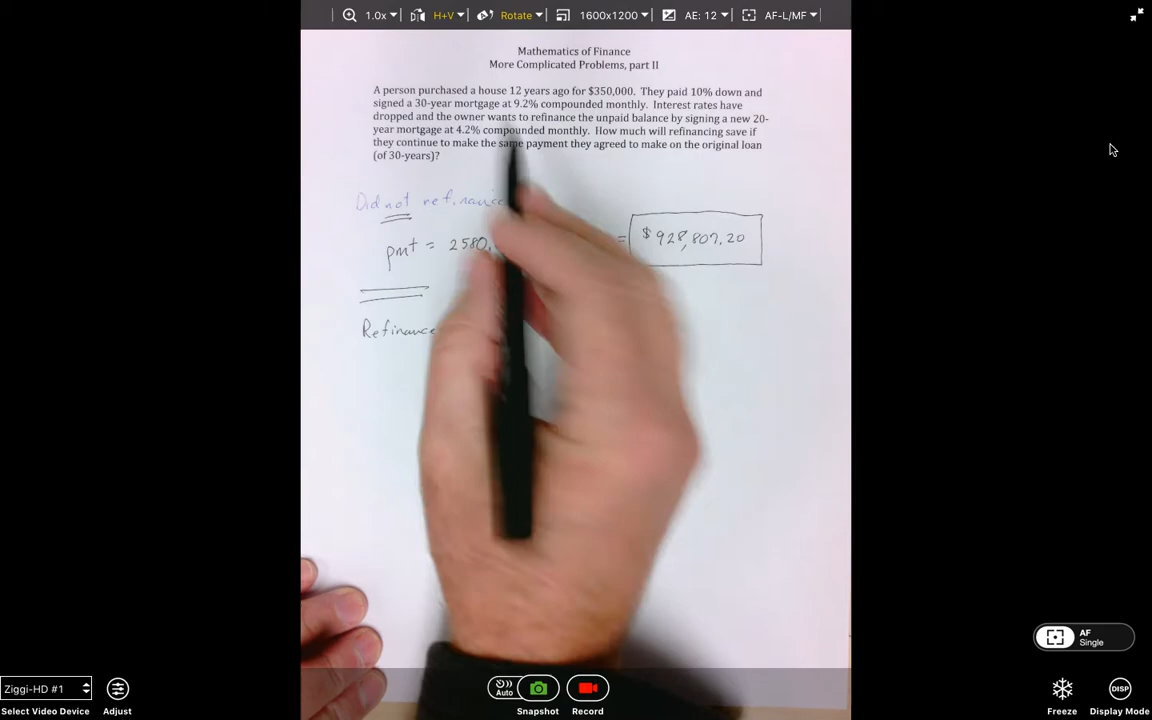 1.0x H+V Rotate 1600x1200 AE: 12 AF-L/MF
Mathematics of Finance
More Complicated Problems, part II
A person purchased a house 12 years ago for $350,000. They paid 10% down and
signed a 30-year mortgage at 9.2% compounded monthly. Interest rates have
dropped and the owner wants to refinance the unpaid balance by signing a new 20-
year mortgage at 4.2% compounded monthly. How much will refinancing save if
they continue to make the same payment they agreed to make on the original loan
(of 30-years)?
Did not refinance
pmt = 2580. = $928,807.20
Refinance
AF
Single
Ziggi-HD #1
Auto
DISP
Select Video Device Adjust Snapshot Record Freeze Display Mode